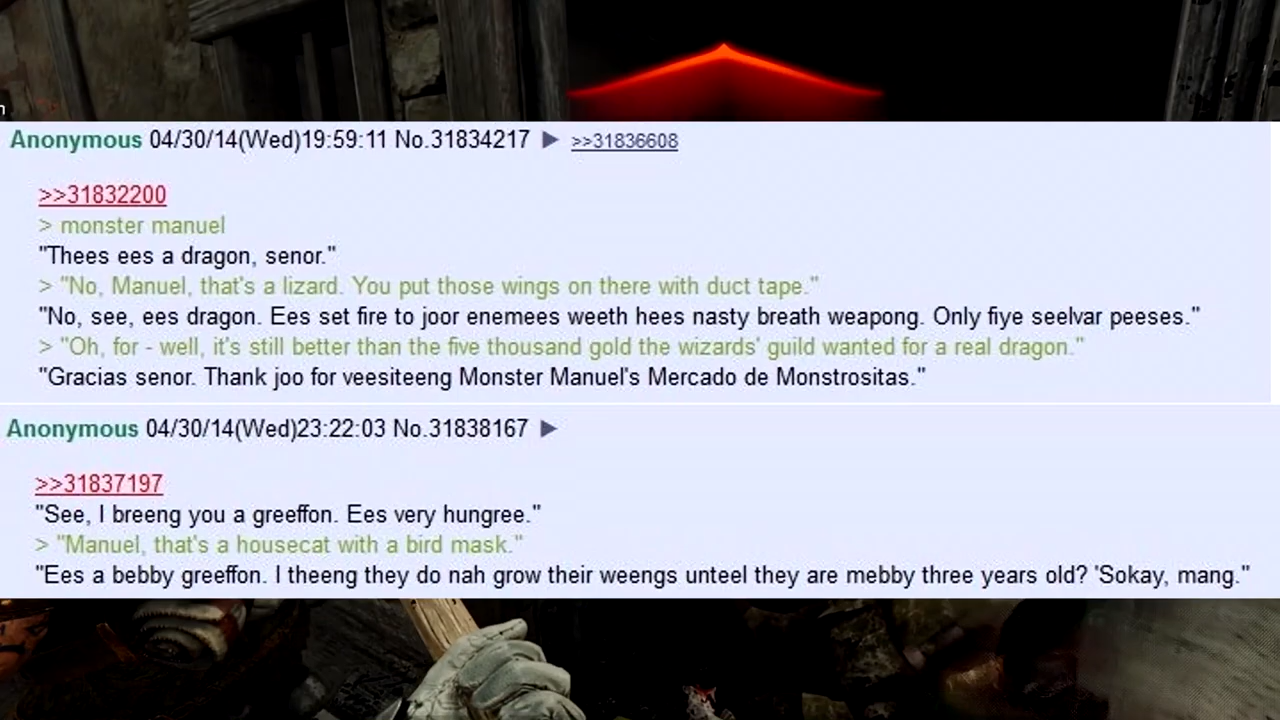 n
Anonymous 04/30/14(Wed)19:59:11 No.31834217 ▶ >>31836608
>>31832200
> monster manuel
"Thees ees a dragon, senor."
> "No, Manuel, that's a lizard. You put those wings on there with duct tape."
"No, see, ees dragon. Ees set fire to joor enemees weeth hees nasty breath weapong. Only fiye seelvar peeses."
> "Oh, for - well, it's still better than the five thousand gold the wizards' guild wanted for a real dragon."
"Gracias senor. Thank joo for veesiteeng Monster Manuel's Mercado de Monstrositas."
Anonymous 04/30/14(Wed)23:22:03 No.31838167 ▶
>>31837197
"See, I breeng you a greeffon. Ees very hungree."
> "Manuel, that's a housecat with a bird mask."
"Ees a bebby greeffon. I theeng they do nah grow their weengs unteel they are mebby three years old? 'Sokay, mang."